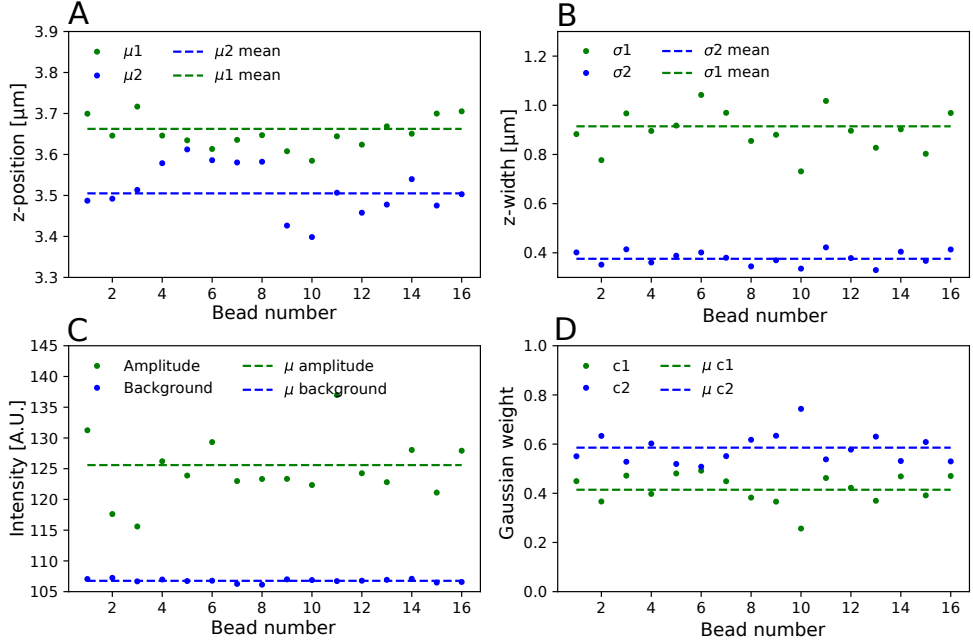 A
3.9
3.8
3.7
3.6
3.5
3.4
3.3
z-position [μm]
μ1
μ2
μ2 mean
μ1 mean
2 4 6 8 10 12 14 16
Bead number
B
1.2
1.0
0.8
0.6
0.4
z-width [μm]
σ1
σ2
σ2 mean
σ1 mean
2 4 6 8 10 12 14 16
Bead number
C
145
140
135
130
125
120
115
110
105
Intensity [A.U.]
Amplitude
Background
μ amplitude
μ background
2 4 6 8 10 12 14 16
Bead number
D
1.0
0.8
0.6
0.4
0.2
0.0
Gaussian weight
c1
c2
μ c1
μ c2
2 4 6 8 10 12 14 16
Bead number